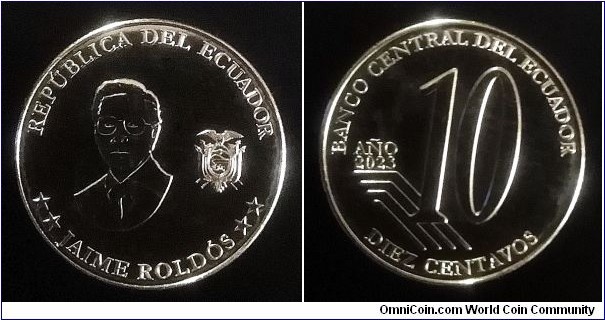 REPÚBLICA DEL ECUADOR
JAIME ROLDÓS
BANCO CENTRAL DEL ECUADOR
AÑO
2023
10
DIEZ CENTAVOS
OmniCoin.com World Coin Community